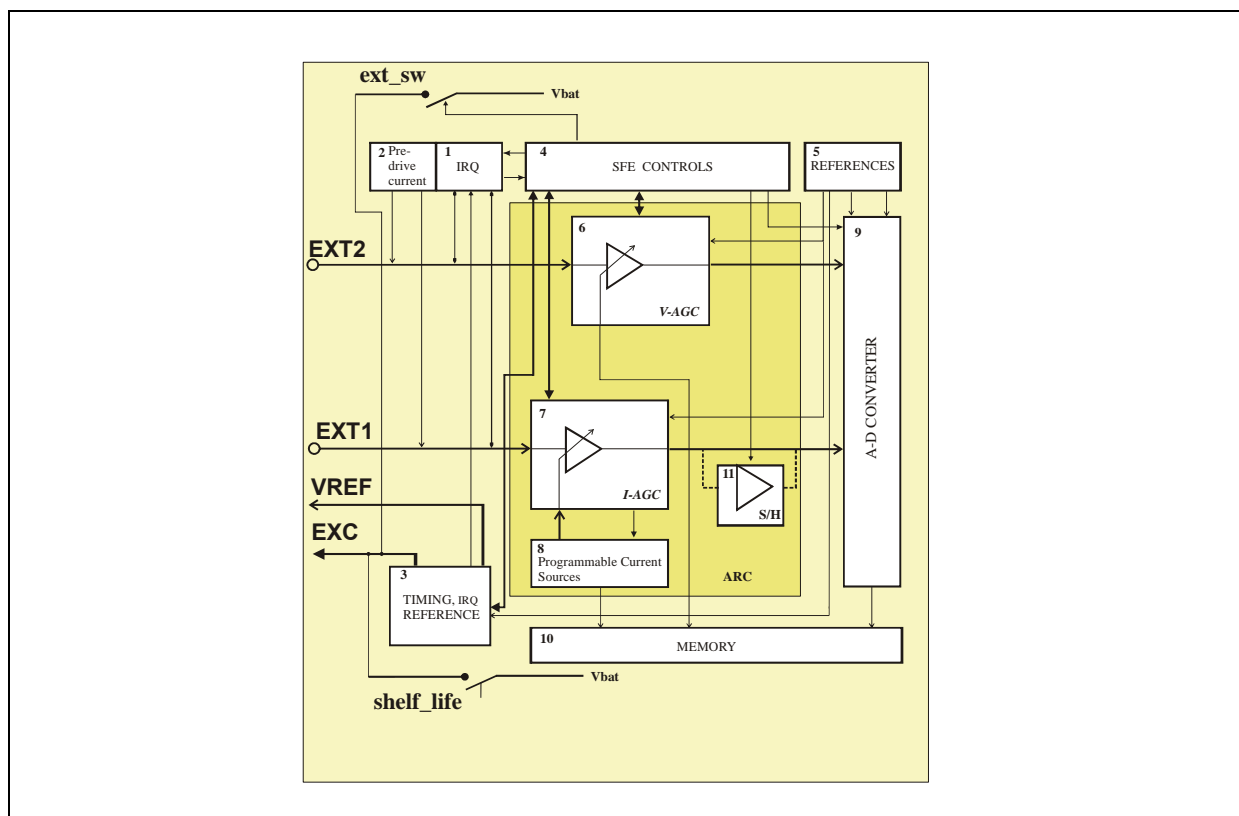 ext_sw
Vbat
2 Pre-
drive
current
1
IRQ
4
SFE CONTROLS
5
REFERENCES
6
V-AGC
9
A-D CONVERTER
EXT2
7
I-AGC
EXT1
11
S/H
VREF
EXC
8
Programmable Current
Sources
ARC
3
TIMING, IRQ
REFERENCE
10
MEMORY
Vbat
shelf_life